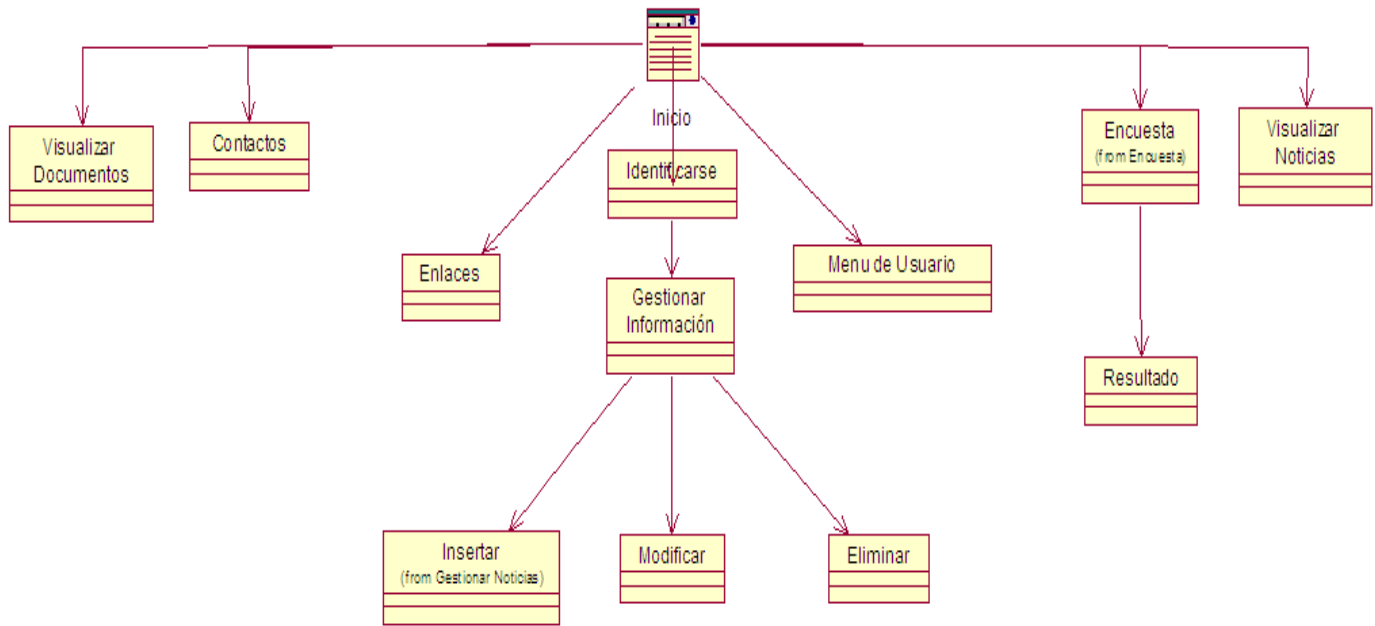 Inicio
Visualizar
Documentos
Contactos
Identificarse
Encuesta
(from Encuesta)
Visualizar
Noticias
Enlaces
Menu de Usuario
Gestionar
Información
Resultado
Insertar
(from Gestionar Noticias)
Modificar
Eliminar